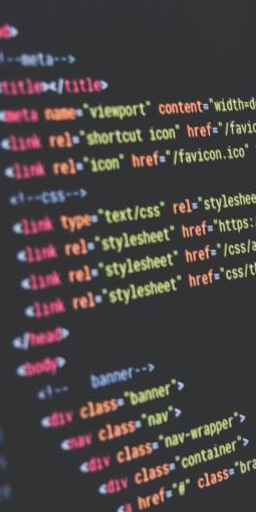 <!--meta-->
<title></title>
<meta name="viewport" content="width=d
<link rel="shortcut icon" href="/favic
<link rel="icon" href="/favicon.ico"
<!--css-->
<link type="text/css" rel="styleshee
<link rel="stylesheet" href="https:
<link rel="stylesheet" href="/css/a
<link rel="stylesheet" href="css/t
</head>
<body>
<!-- banner-->
<div class="banner">
<nav class="nav">
<div class="nav-wrapper">
<div class="container">
<a href="#" class="bra